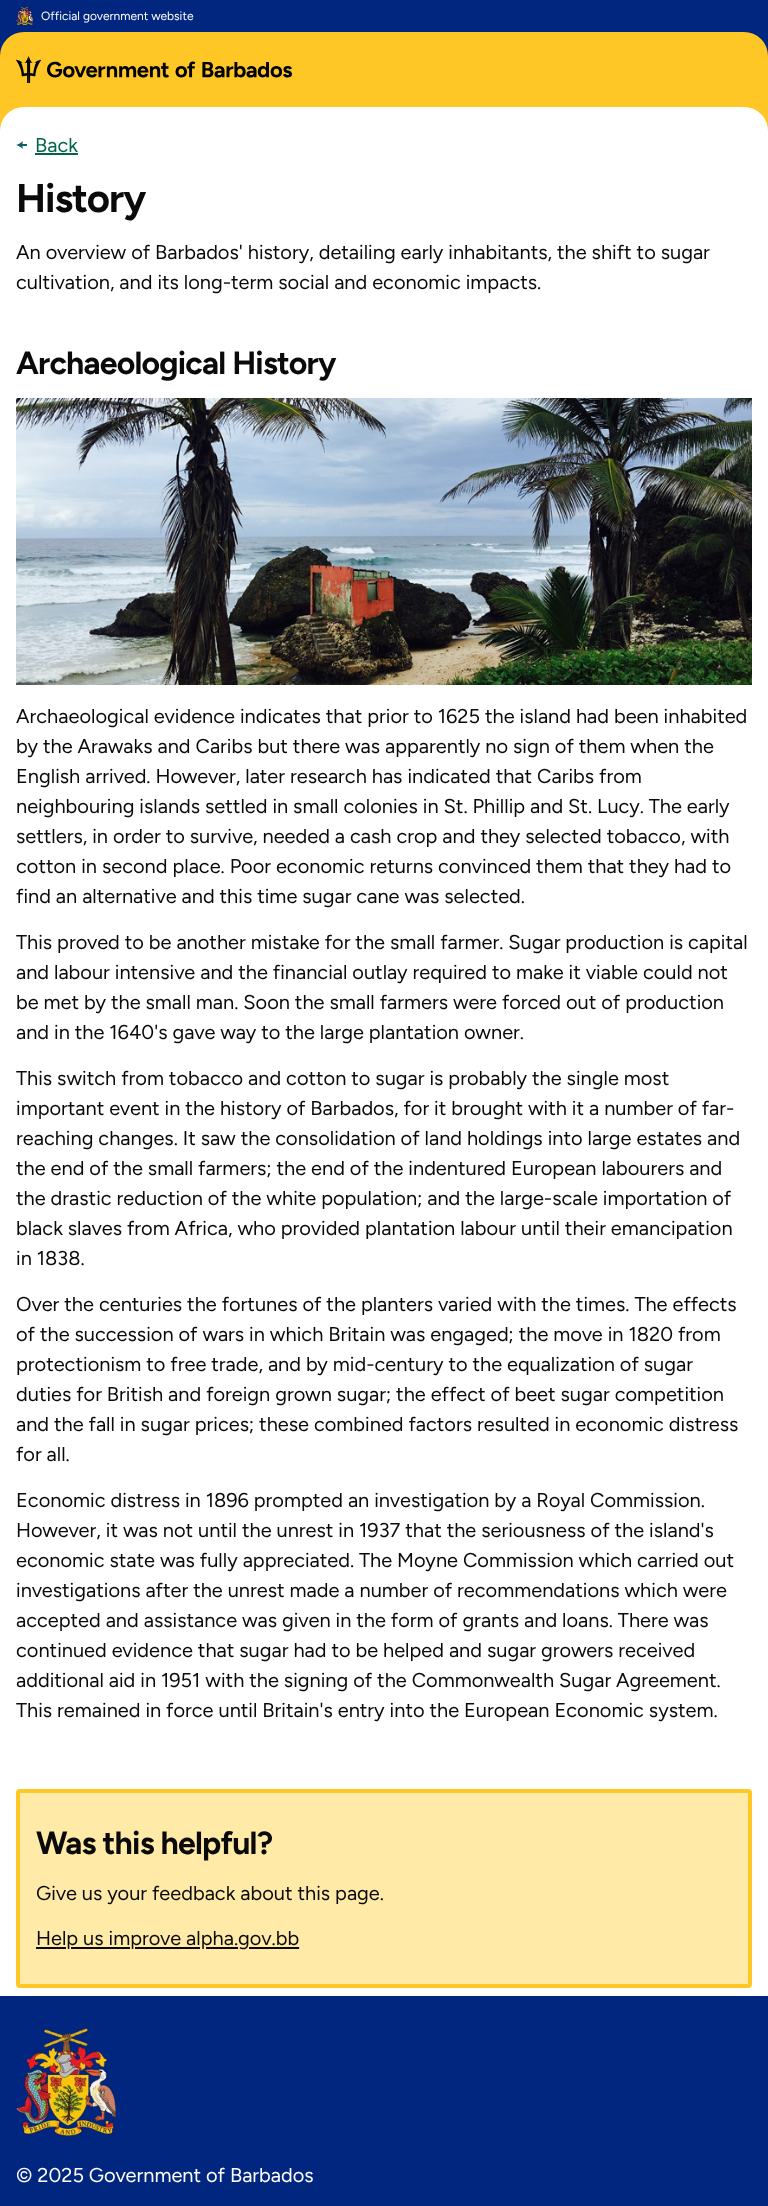 Official government website
Government of Barbados
Back
History
An overview of Barbados' history, detailing early inhabitants, the shift to sugar
cultivation, and its long-term social and economic impacts.
Archaeological History
Archaeological evidence indicates that prior to 1625 the island had been inhabited
by the Arawaks and Caribs but there was apparently no sign of them when the
English arrived. However, later research has indicated that Caribs from
neighbouring islands settled in small colonies in St. Phillip and St. Lucy. The early
settlers, in order to survive, needed a cash crop and they selected tobacco, with
cotton in second place. Poor economic returns convinced them that they had to
find an alternative and this time sugar cane was selected.
This proved to be another mistake for the small farmer. Sugar production is capital
and labour intensive and the financial outlay required to make it viable could not
be met by the small man. Soon the small farmers were forced out of production
and in the 1640's gave way to the large plantation owner.
This switch from tobacco and cotton to sugar is probably the single most
important event in the history of Barbados, for it brought with it a number of far-
reaching changes. It saw the consolidation of land holdings into large estates and
the end of the small farmers; the end of the indentured European labourers and
the drastic reduction of the white population; and the large-scale importation of
black slaves from Africa, who provided plantation labour until their emancipation
in 1838.
Over the centuries the fortunes of the planters varied with the times. The effects
of the succession of wars in which Britain was engaged; the move in 1820 from
protectionism to free trade, and by mid-century to the equalization of sugar
duties for British and foreign grown sugar; the effect of beet sugar competition
and the fall in sugar prices; these combined factors resulted in economic distress
for all.
Economic distress in 1896 prompted an investigation by a Royal Commission.
However, it was not until the unrest in 1937 that the seriousness of the island's
economic state was fully appreciated. The Moyne Commission which carried out
investigations after the unrest made a number of recommendations which were
accepted and assistance was given in the form of grants and loans. There was
continued evidence that sugar had to be helped and sugar growers received
additional aid in 1951 with the signing of the Commonwealth Sugar Agreement.
This remained in force until Britain's entry into the European Economic system.
Was this helpful?
Give us your feedback about this page.
Help us improve alpha.gov.bb
PRIDE AND INDUSTRY
© 2025 Government of Barbados